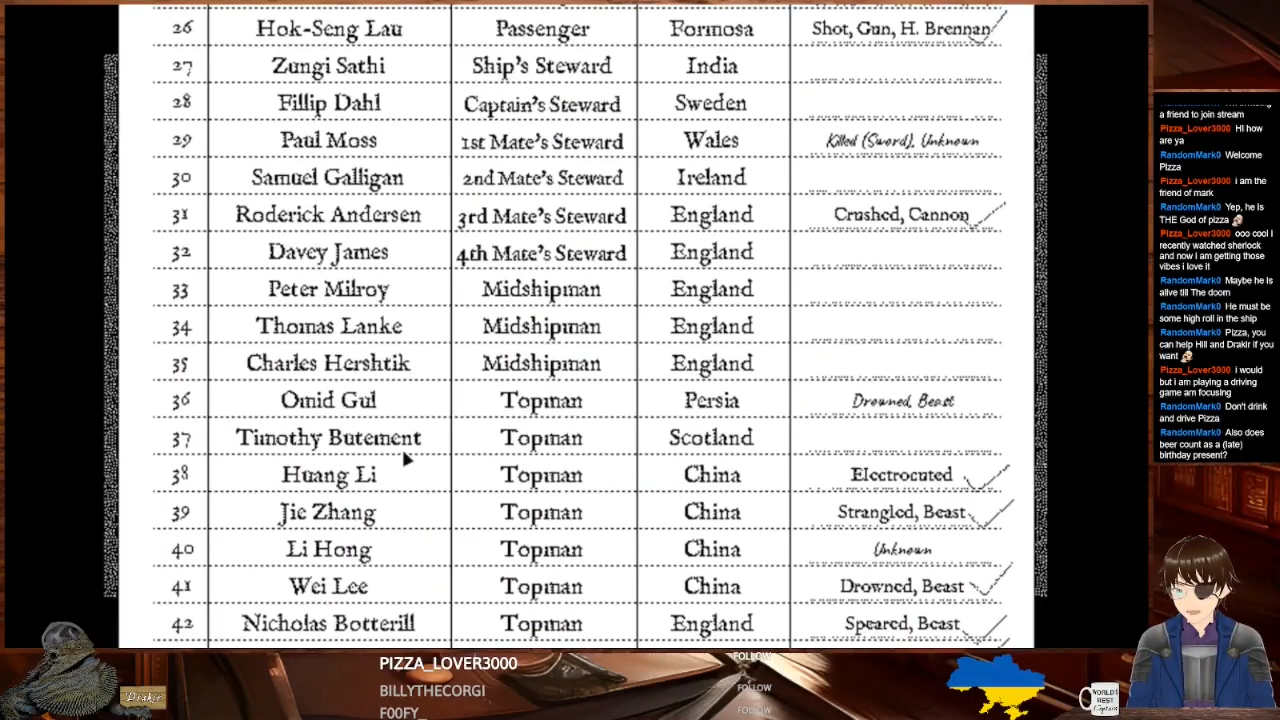 26 Hok-Seng Lau Passenger Formosa Shot, Gun, H. Brennan
27 Zungi Sathi Ship's Steward India
28 Fillip Dahl Captain's Steward Sweden
29 Paul Moss 1st Mate's Steward Wales Killed (Sword), Unknown
30 Samuel Galligan 2nd Mate's Steward Ireland
31 Roderick Andersen 3rd Mate's Steward England Crushed, Cannon
32 Davey James 4th Mate's Steward England
33 Peter Milroy Midshipman England
34 Thomas Lanke Midshipman England
35 Charles Hershtik Midshipman England
36 Omid Gul Topman Persia Drowned, Beast
37 Timothy Butement Topman Scotland
38 Huang Li Topman China Electrocuted
39 Jie Zhang Topman China Strangled, Beast
40 Li Hong Topman China Unknown
41 Wei Lee Topman China Drowned, Beast
42 Nicholas Botterill Topman England Speared, Beast
a friend to join stream
Pizza_Lover3000 Hi how
are ya
RandomMark0 Welcome
Pizza
Pizza_Lover3000 i am the
friend of mark
RandomMark0 Yep, he is
THE God of pizza
Pizza_Lover3000 ooo cool i
recently watched sherlock
and now i am getting those
vibes i love it
RandomMark0 Maybe he is
alive till The doom
RandomMark0 He must be
some high roll in the ship
RandomMark0 Pizza, you
can help Hill and Drakir if you
want
Pizza_Lover3000 i would
but i am playing a driving
game am focusing
RandomMark0 Don't drink
and drive Pizza
RandomMark0 Also does
beer count as a (late)
birthday present?
Drakir
PIZZA_LOVER3000
BILLYTHECORGI
F00FY_
FOLLOW
FOLLOW
FOLLOW
WORLD'S
BEST
Captain